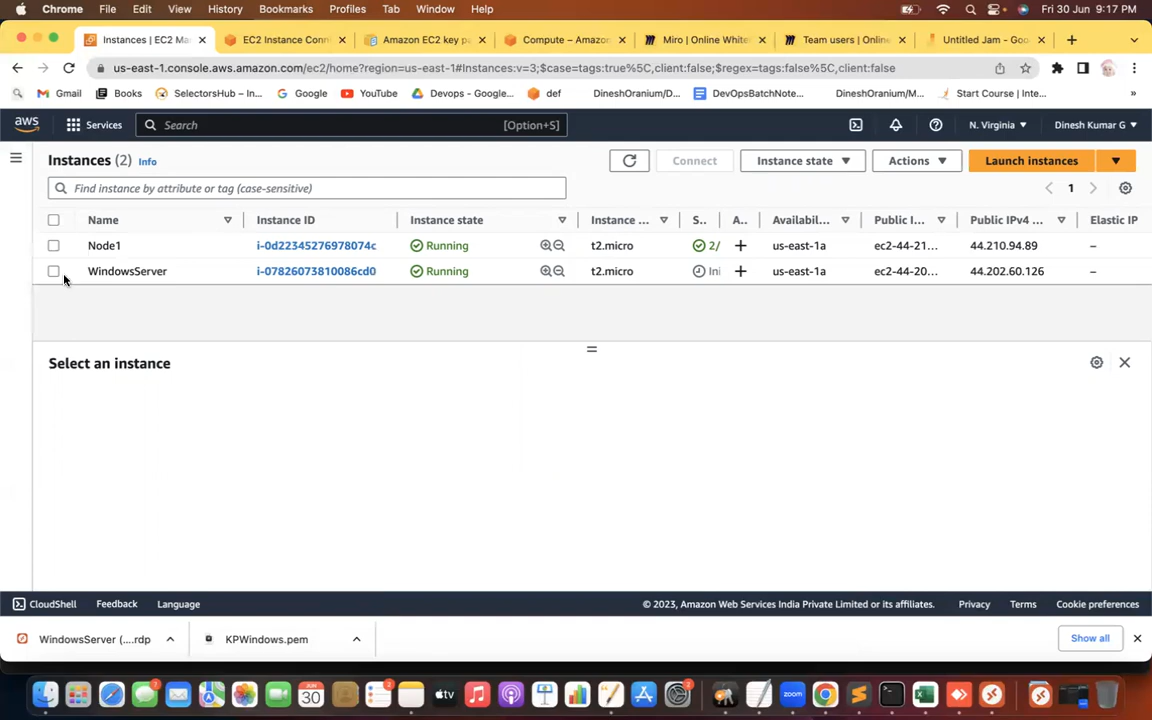 Chrome File Edit View History Bookmarks Profiles Tab Window Help Fri 30 Jun 9:17 PM
Instances | EC2 Ma EC2 Instance Conn Amazon EC2 key pa Compute – Amazon Miro | Online White Team users | Online Untitled Jam - Goo
us-east-1.console.aws.amazon.com/ec2/home?region=us-east-1#Instances:v=3;$case=tags:true%5C,client:false;$regex=tags:false%5C,client:false
Gmail Books SelectorsHub – In... Google YouTube Devops - Google... def DineshOranium/D... DevOpsBatchNote... DineshOranium/M... Start Course | Inte...
aws Services Search [Option+S] N. Virginia Dinesh Kumar G
Instances (2) Info Connect Instance state Actions Launch instances
Find instance by attribute or tag (case-sensitive) 1
Name Instance ID Instance state Instance ... S.. A.. Availabil... Public I... Public IPv4 ... Elastic IP
Node1 i-0d22345276978074c Running t2.micro 2/ us-east-1a ec2-44-21... 44.210.94.89 –
WindowsServer i-07826073810086cd0 Running t2.micro Ini us-east-1a ec2-44-20... 44.202.60.126 –
Select an instance
CloudShell Feedback Language © 2023, Amazon Web Services India Private Limited or its affiliates. Privacy Terms Cookie preferences
WindowsServer (....rdp KPWindows.pem Show all